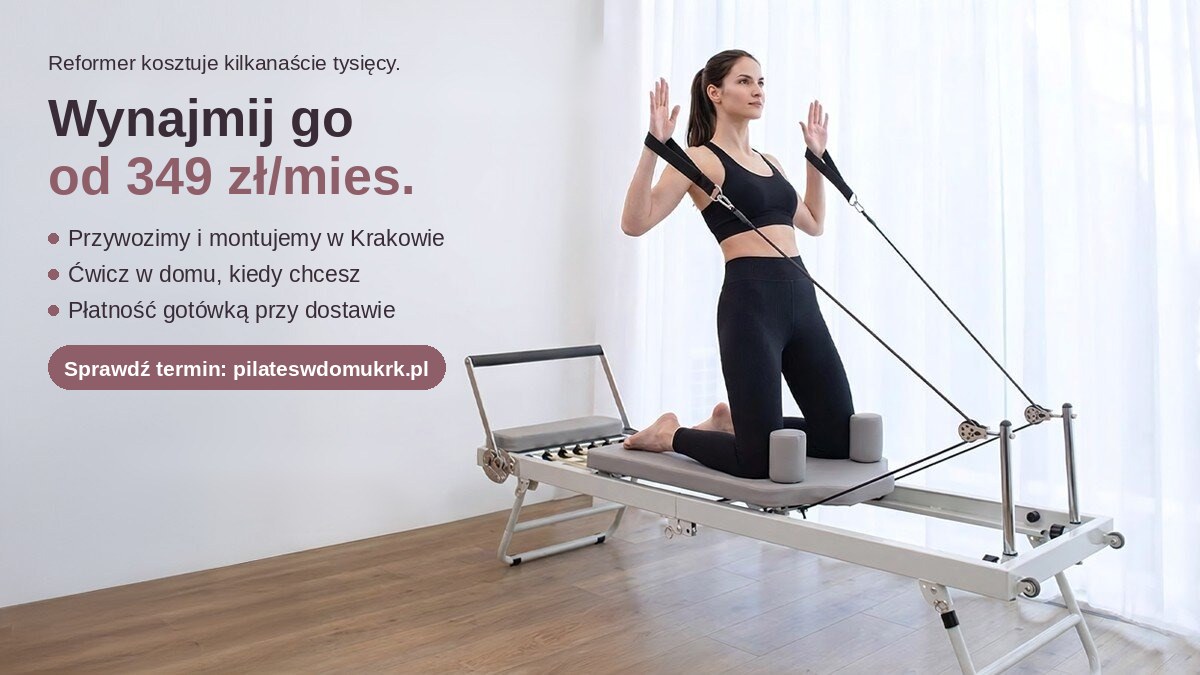 Reformer kosztuje kilkanaście tysięcy.
Wynajmij go
od 349 zł/mies.
Przywozimy i montujemy w Krakowie
Ćwicz w domu, kiedy chcesz
Płatność gotówką przy dostawie
Sprawdź termin: pilateswdomukrk.pl